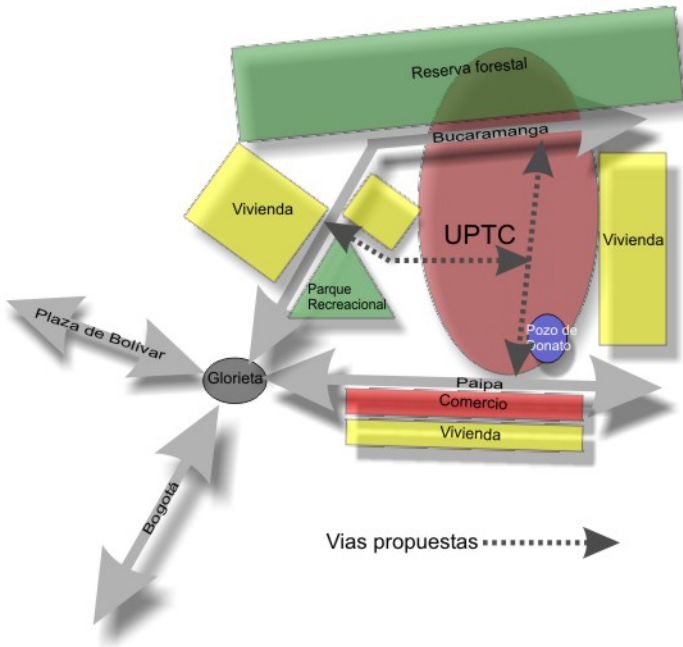 Reserva forestal
Bucaramanga
Vivienda
UPTC
Vivienda
Parque
Recreacional
Plaza de Bolívar
Pozo de
Donato
Glorieta
Paipa
Comercio
Vivienda
Bogotá
Vias propuestas